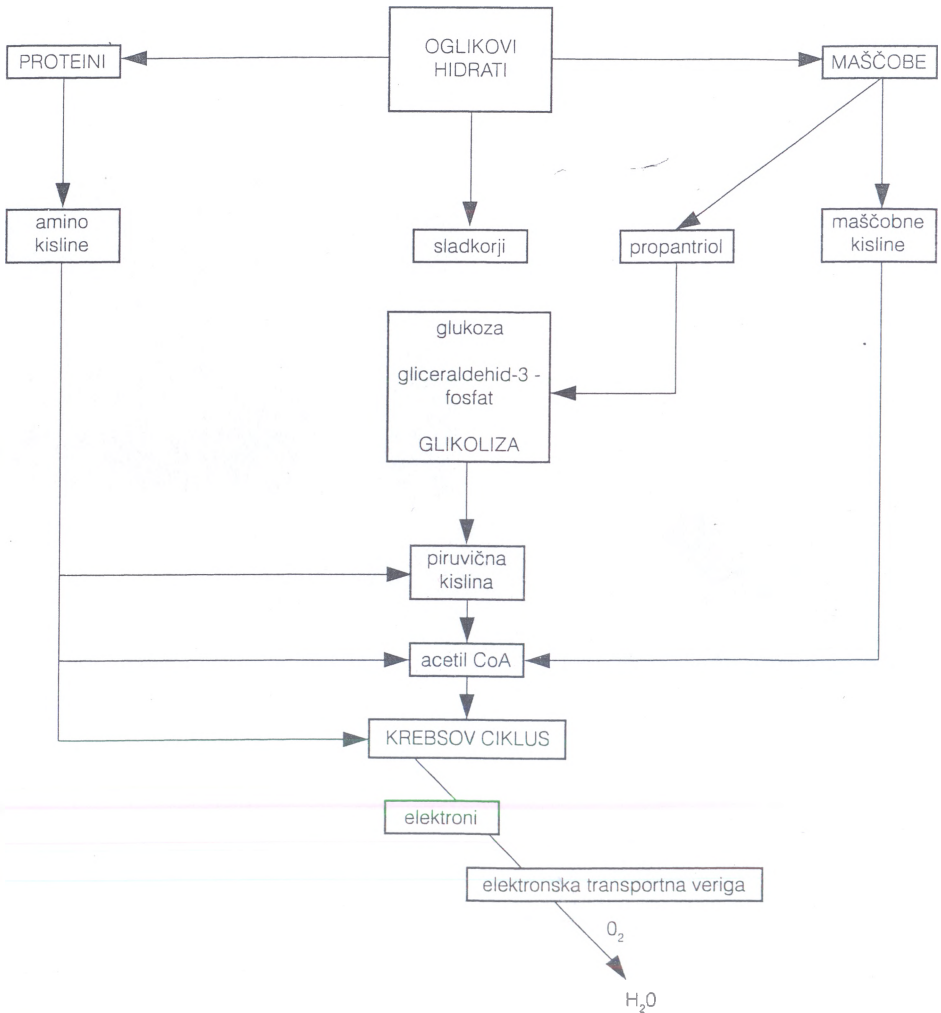 PROTEINI
OGLIKOVI
HIDRATI
MAŠČOBE
amino
kisline
sladkorji
propantriol
maščobne
kisline
glukoza
gliceraldehid-3 -
fosfat
GLIKOLIZA
piruvična
kislina
acetil CoA
KREBSOV CIKLUS
elektroni
elektronska transportna veriga
O₂
H₂O